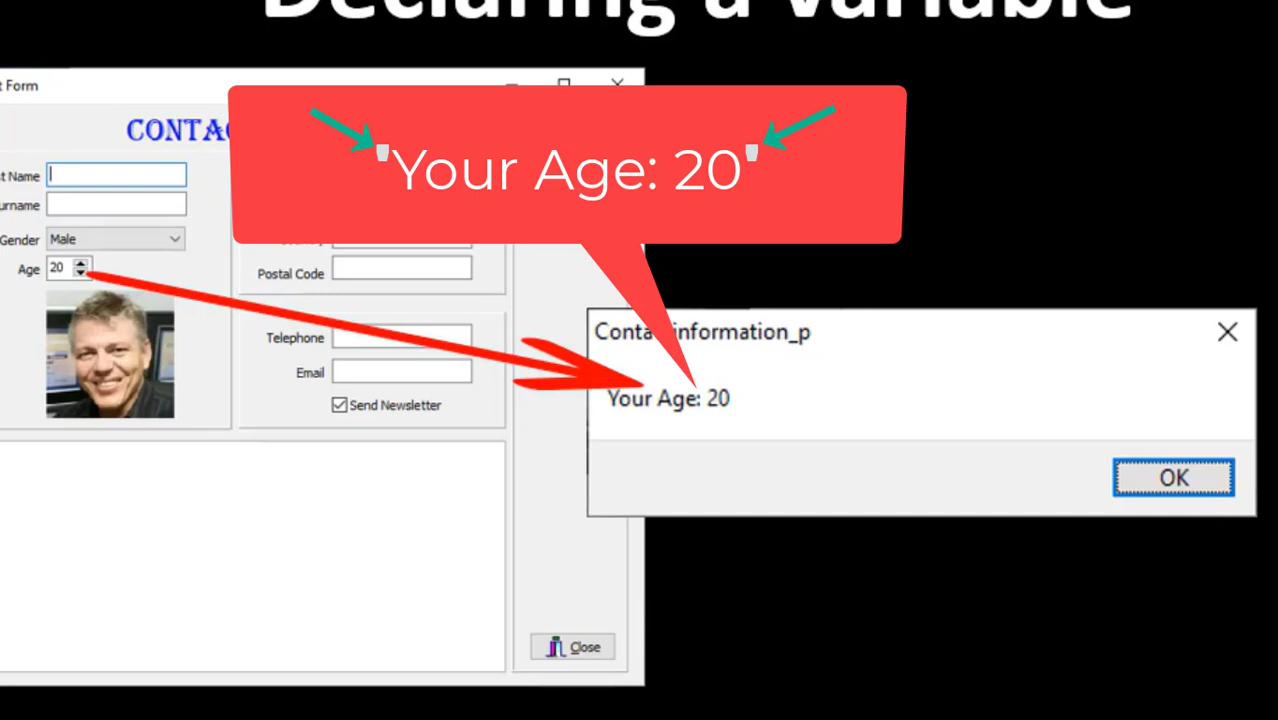 Declaring a Variable
t Form
CONTA
"Your Age: 20"
st Name
urname
Gender
Male
Age
20
Postal Code
Telephone
Email
Send Newsletter
Close
information_p
Your Age: 20
OK